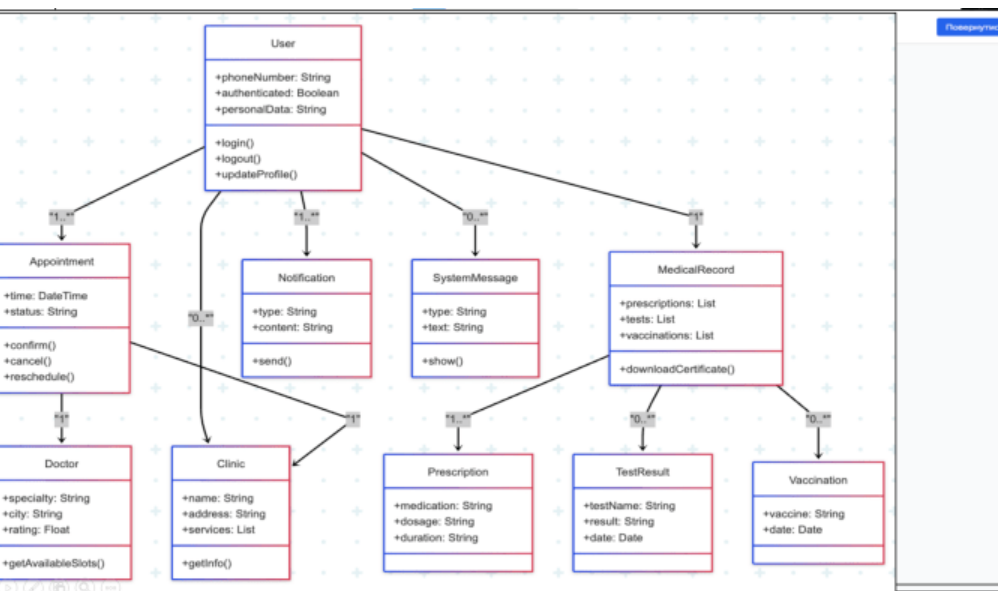 Повернутис
User
+phoneNumber: String
+authenticated: Boolean
+personalData: String
+login()
+logout()
+updateProfile()
"1..*"
"1..*"
"0..*"
"1"
Appointment
+time: DateTime
+status: String
+confirm()
+cancel()
+reschedule()
"0..*"
Notification
+type: String
+content: String
+send()
SystemMessage
+type: String
+text: String
+show()
MedicalRecord
+prescriptions: List
+tests: List
+vaccinations: List
+downloadCertificate()
"1"
"1"
"1..*"
"0..*"
"0..*"
Doctor
+specialty: String
+city: String
+rating: Float
+getAvailableSlots()
Clinic
+name: String
+address: String
+services: List
+getInfo()
Prescription
+medication: String
+dosage: String
+duration: String
TestResult
+testName: String
+result: String
+date: Date
Vaccination
+vaccine: String
+date: Date